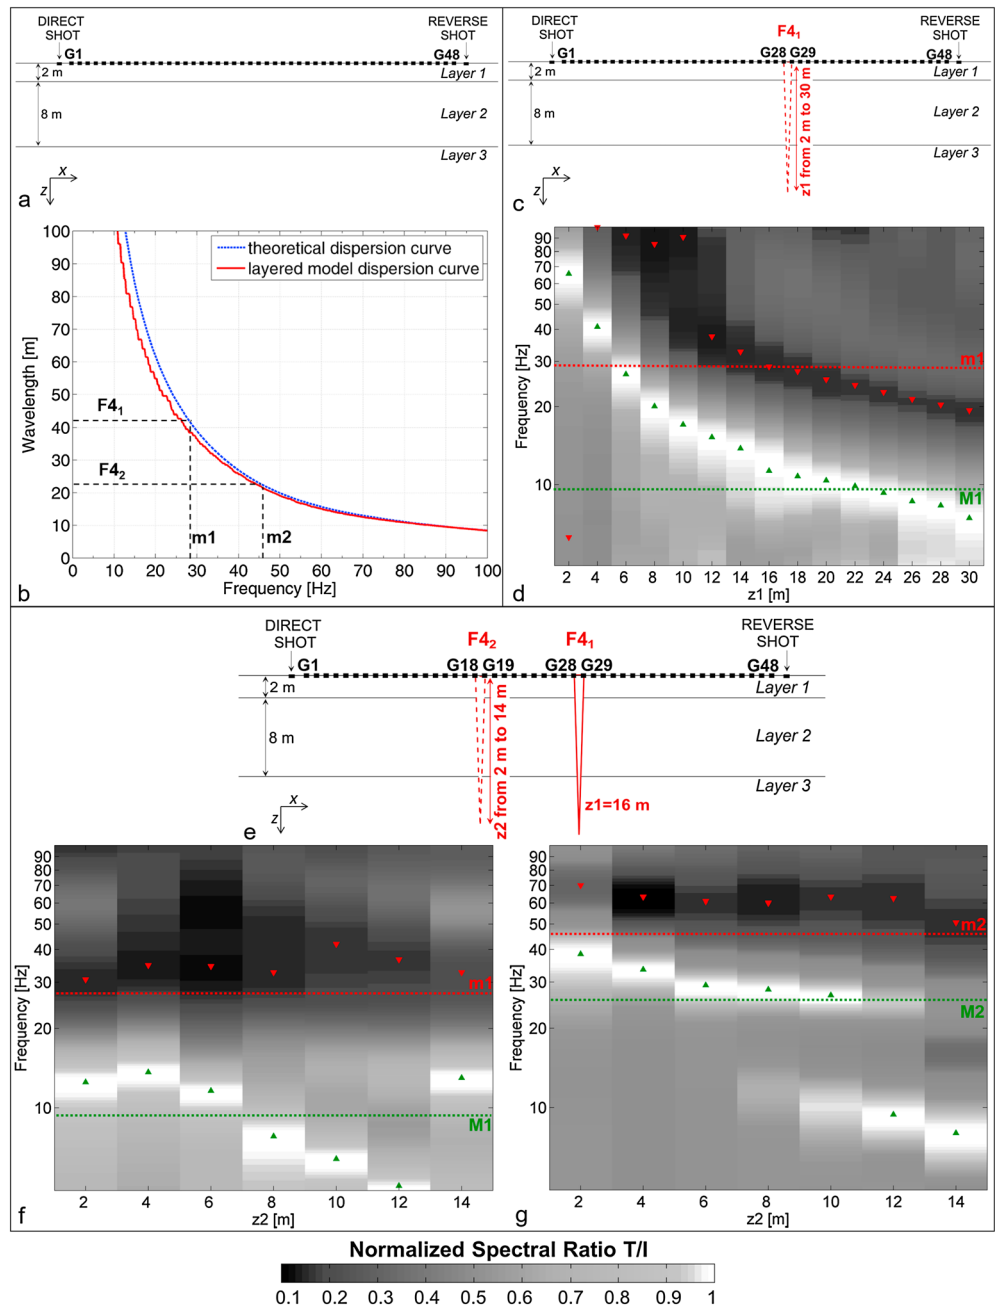 DIRECT SHOT
REVERSE SHOT
G1
G48
2 m
Layer 1
8 m
Layer 2
Layer 3
x
z
a
100
90
80
70
60
50
40
30
20
10
0
Wavelength [m]
theoretical dispersion curve
layered model dispersion curve
F4₁
F4₂
m1
m2
0 10 20 30 40 50 60 70 80 90 100
Frequency [Hz]
b
DIRECT SHOT
REVERSE SHOT
F4₁
G1
G28 G29
G48
2 m
Layer 1
8 m
Layer 2
Layer 3
z1 from 2 m to 30 m
x
z
c
90
80
70
60
50
40
30
20
10
Frequency [Hz]
m1
M1
2 4 6 8 10 12 14 16 18 20 22 24 26 28 30
z1 [m]
d
DIRECT SHOT
REVERSE SHOT
F4₂
F4₁
G1
G18 G19
G28 G29
G48
2 m
Layer 1
8 m
Layer 2
Layer 3
z2 from 2 m to 14 m
z1=16 m
x
z
e
90
80
70
60
50
40
30
20
10
Frequency [Hz]
m1
M1
2 4 6 8 10 12 14
z2 [m]
f
90
80
70
60
50
40
30
20
10
Frequency [Hz]
m2
M2
2 4 6 8 10 12 14
z2 [m]
g
Normalized Spectral Ratio T/I
0.1 0.2 0.3 0.4 0.5 0.6 0.7 0.8 0.9 1